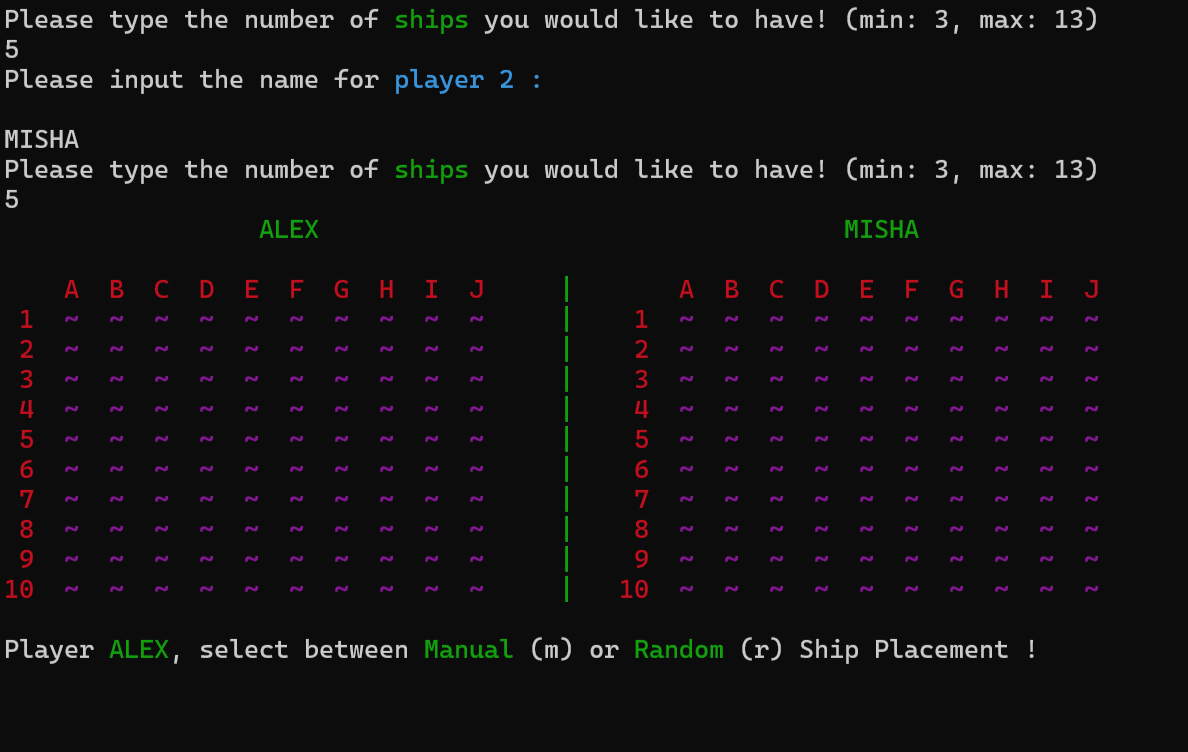 Please type the number of ships you would like to have! (min: 3, max: 13)
5
Please input the name for player 2 :
MISHA
Please type the number of ships you would like to have! (min: 3, max: 13)
5
ALEX MISHA
A B C D E F G H I J | A B C D E F G H I J
1 ~ ~ ~ ~ ~ ~ ~ ~ ~ ~ | 1 ~ ~ ~ ~ ~ ~ ~ ~ ~ ~
2 ~ ~ ~ ~ ~ ~ ~ ~ ~ ~ | 2 ~ ~ ~ ~ ~ ~ ~ ~ ~ ~
3 ~ ~ ~ ~ ~ ~ ~ ~ ~ ~ | 3 ~ ~ ~ ~ ~ ~ ~ ~ ~ ~
4 ~ ~ ~ ~ ~ ~ ~ ~ ~ ~ | 4 ~ ~ ~ ~ ~ ~ ~ ~ ~ ~
5 ~ ~ ~ ~ ~ ~ ~ ~ ~ ~ | 5 ~ ~ ~ ~ ~ ~ ~ ~ ~ ~
6 ~ ~ ~ ~ ~ ~ ~ ~ ~ ~ | 6 ~ ~ ~ ~ ~ ~ ~ ~ ~ ~
7 ~ ~ ~ ~ ~ ~ ~ ~ ~ ~ | 7 ~ ~ ~ ~ ~ ~ ~ ~ ~ ~
8 ~ ~ ~ ~ ~ ~ ~ ~ ~ ~ | 8 ~ ~ ~ ~ ~ ~ ~ ~ ~ ~
9 ~ ~ ~ ~ ~ ~ ~ ~ ~ ~ | 9 ~ ~ ~ ~ ~ ~ ~ ~ ~ ~
10 ~ ~ ~ ~ ~ ~ ~ ~ ~ ~ | 10 ~ ~ ~ ~ ~ ~ ~ ~ ~ ~
Player ALEX, select between Manual (m) or Random (r) Ship Placement !